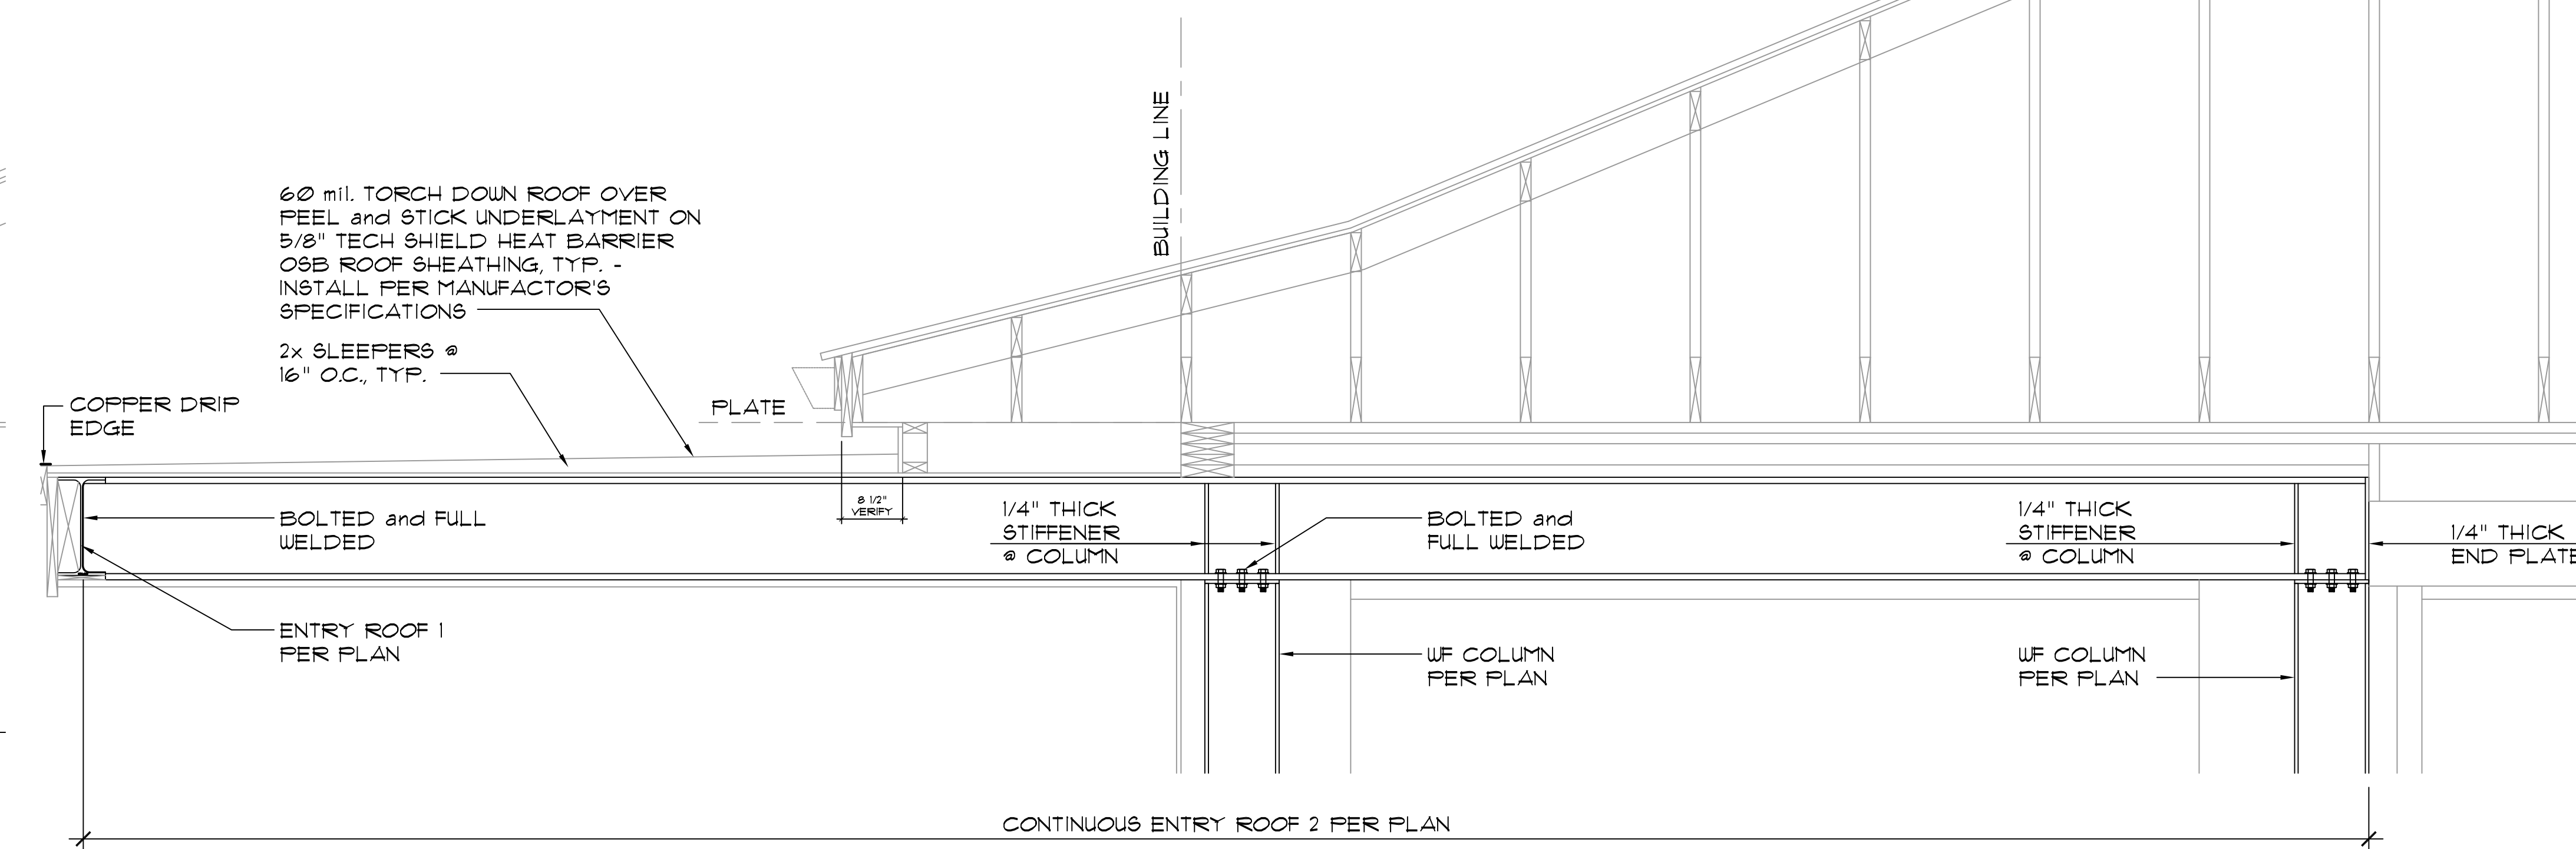 BUILDING LINE
60 mil. TORCH DOWN ROOF OVER
PEEL and STICK UNDERLAYMENT ON
5/8" TECH SHIELD HEAT BARRIER
OSB ROOF SHEATHING, TYP. -
INSTALL PER MANUFACTOR'S
SPECIFICATIONS
2x SLEEPERS @
16" O.C., TYP.
COPPER DRIP
EDGE
PLATE
8 1/2"
VERIFY
BOLTED and FULL
WELDED
1/4" THICK
STIFFENER
@ COLUMN
BOLTED and
FULL WELDED
1/4" THICK
STIFFENER
@ COLUMN
1/4" THICK
END PLATE
ENTRY ROOF 1
PER PLAN
WF COLUMN
PER PLAN
WF COLUMN
PER PLAN
CONTINUOUS ENTRY ROOF 2 PER PLAN